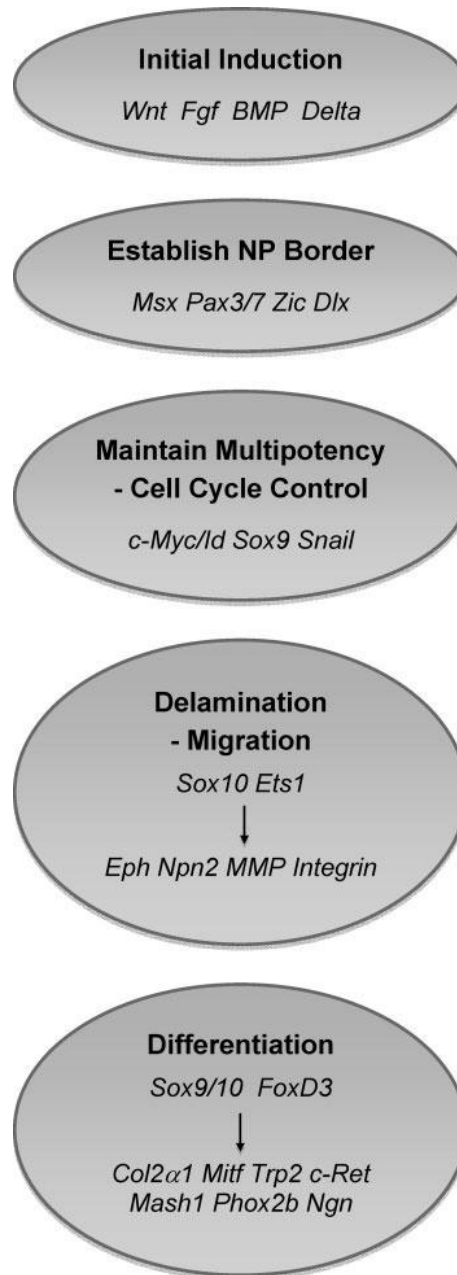 Initial Induction
Wnt Fgf BMP Delta
Establish NP Border
Msx Pax3/7 Zic Dlx
Maintain Multipotency
- Cell Cycle Control
c-Myc/Id Sox9 Snail
Delamination
- Migration
Sox10 Ets1
Eph Npn2 MMP Integrin
Differentiation
Sox9/10 FoxD3
Col2α1 Mitf Trp2 c-Ret
Mash1 Phox2b Ngn